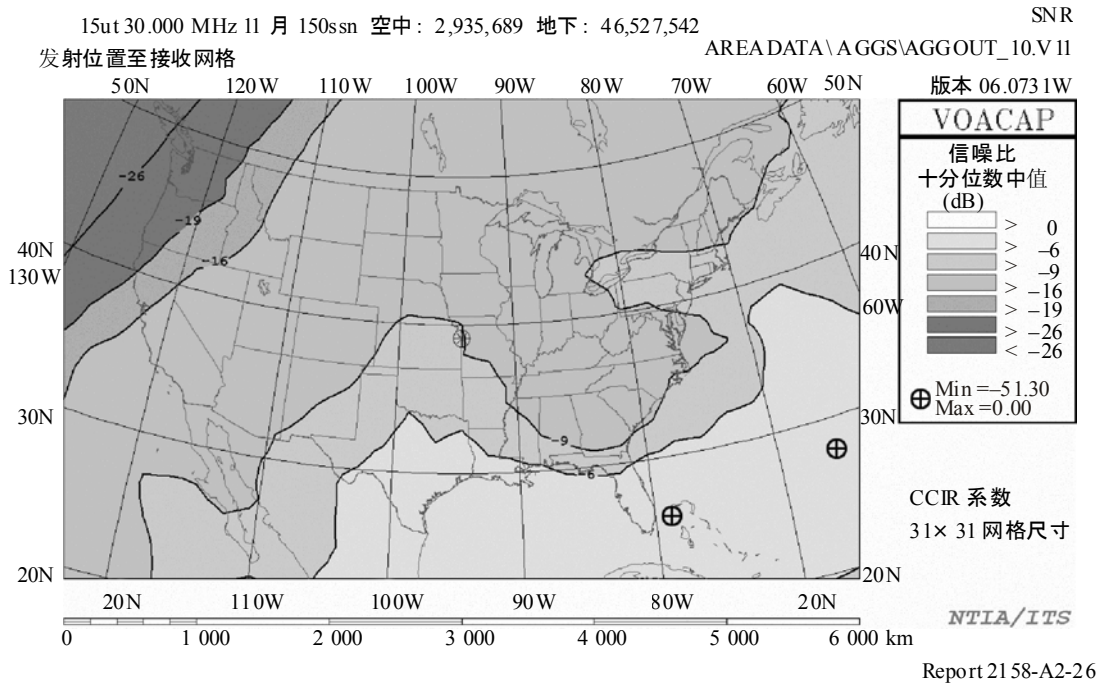 15ut 30.000 MHz 11 月 150ssn 空中: 2,935,689 地下: 46,527,542
SNR
发射位置至接收网格
AREADATA\AGGS\AGGOUT_10.V11
50N 120W 110W 100W 90W 80W 70W 60W 50N
版本 06.0731W
VOACAP
信噪比
十分位数中值
(dB)
> 0
> –6
> –9
> –16
> –19
> –26
< –26
Min =–51.30
Max =0.00
-26
-19
-16
-9
-6
40N
130W
30N
20N
40N
60W
30N
20N
CCIR 系数
31× 31 网格尺寸
20N 110W 100W 90W 80W 20N
NTIA/ITS
0 1 000 2 000 3 000 4 000 5 000 6 000 km
Report 2158-A2-26